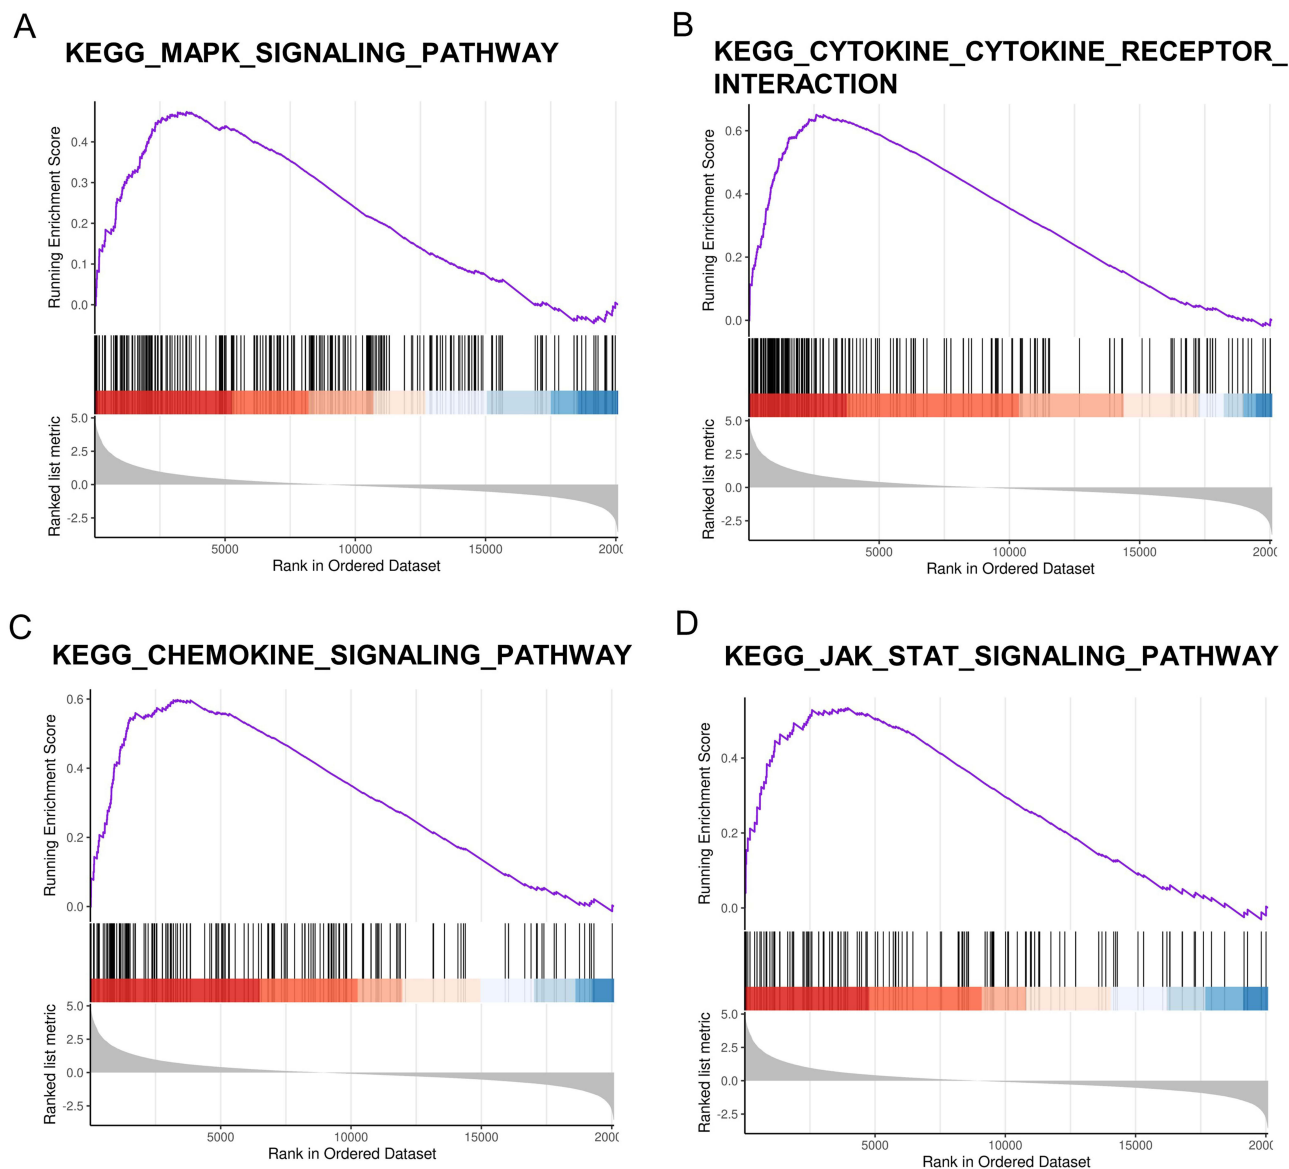 A
KEGG_MAPK_SIGNALING_PATHWAY
Running Enrichment Score
0.4
0.3
0.2
0.1
0.0
Ranked list metric
5.0
2.5
0.0
-2.5
5000
10000
15000
2000
Rank in Ordered Dataset
B
KEGG_CYTOKINE_CYTOKINE_RECEPTOR_
INTERACTION
Running Enrichment Score
0.6
0.4
0.2
0.0
Ranked list metric
5.0
2.5
0.0
-2.5
5000
10000
15000
2000
Rank in Ordered Dataset
C
KEGG_CHEMOKINE_SIGNALING_PATHWAY
Running Enrichment Score
0.6
0.4
0.2
0.0
Ranked list metric
5.0
2.5
0.0
-2.5
5000
10000
15000
2000
Rank in Ordered Dataset
D
KEGG_JAK_STAT_SIGNALING_PATHWAY
Running Enrichment Score
0.4
0.2
0.0
Ranked list metric
5.0
2.5
0.0
-2.5
5000
10000
15000
2000
Rank in Ordered Dataset